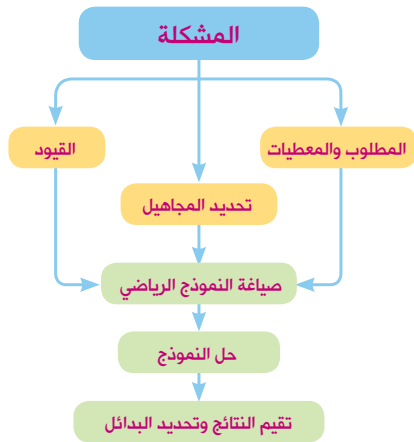 المشكلة
المطلوب والمعطيات
القيود
تحديد المجاهيل
صياغة النموذج الرياضي
حل النموذج
تقيم النتائج وتحديد البدائل